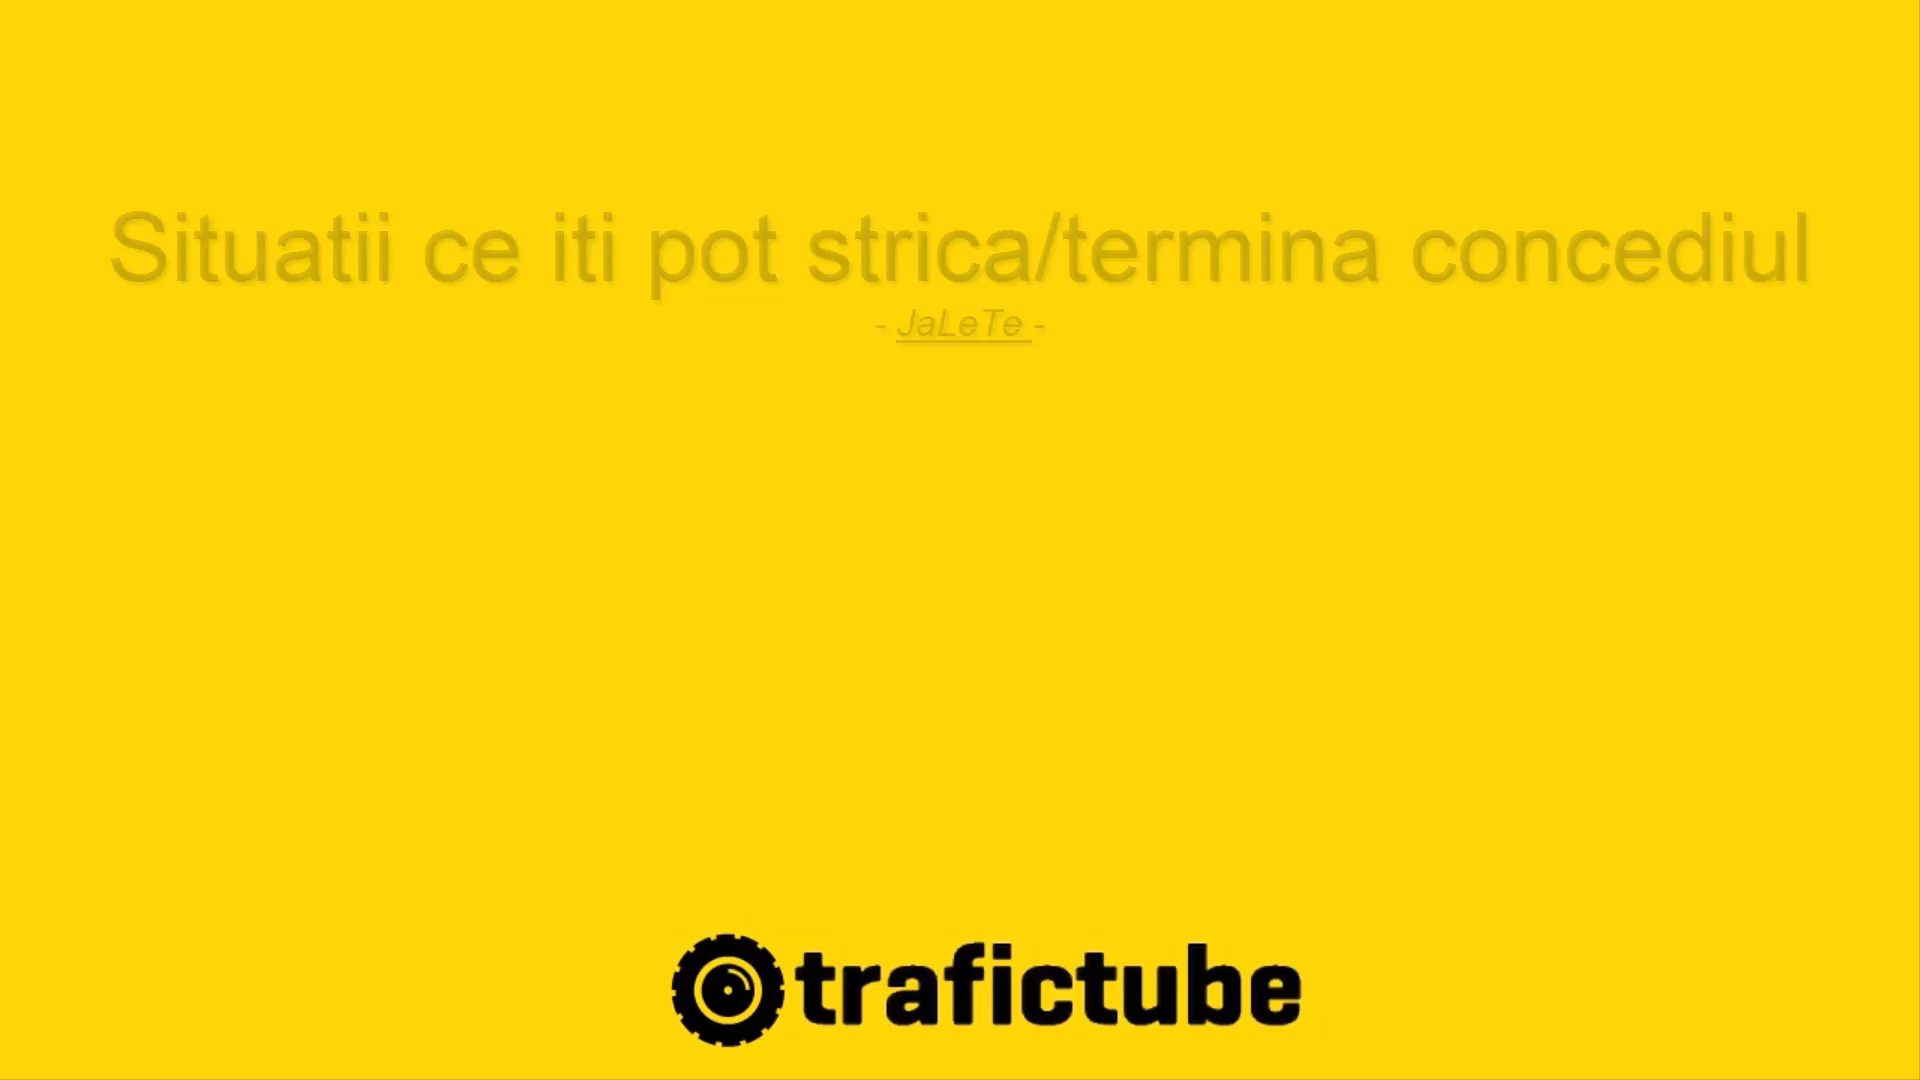 Situatii ce iti pot strica/termina concediul
- JaLeTe -
trafictube